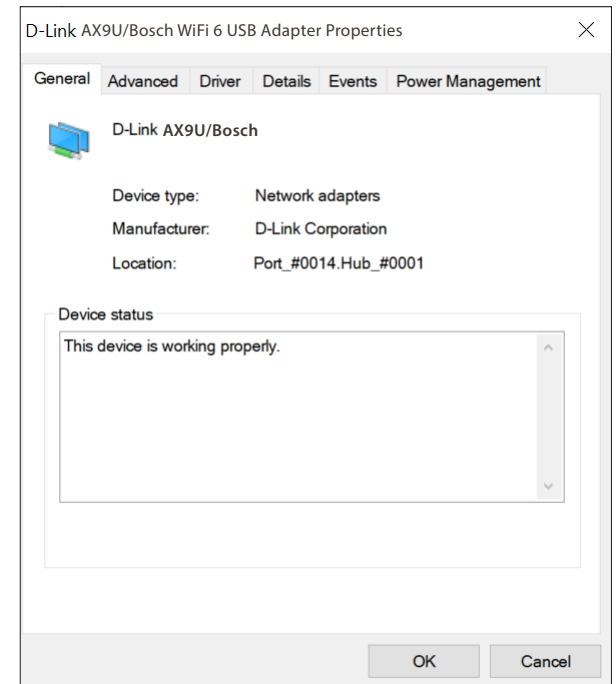 D-Link AX9U/Bosch WiFi 6 USB Adapter Properties
General Advanced Driver Details Events Power Management
D-Link AX9U/Bosch
Device type: Network adapters
Manufacturer: D-Link Corporation
Location: Port_#0014.Hub_#0001
Device status
This device is working properly.
OK Cancel